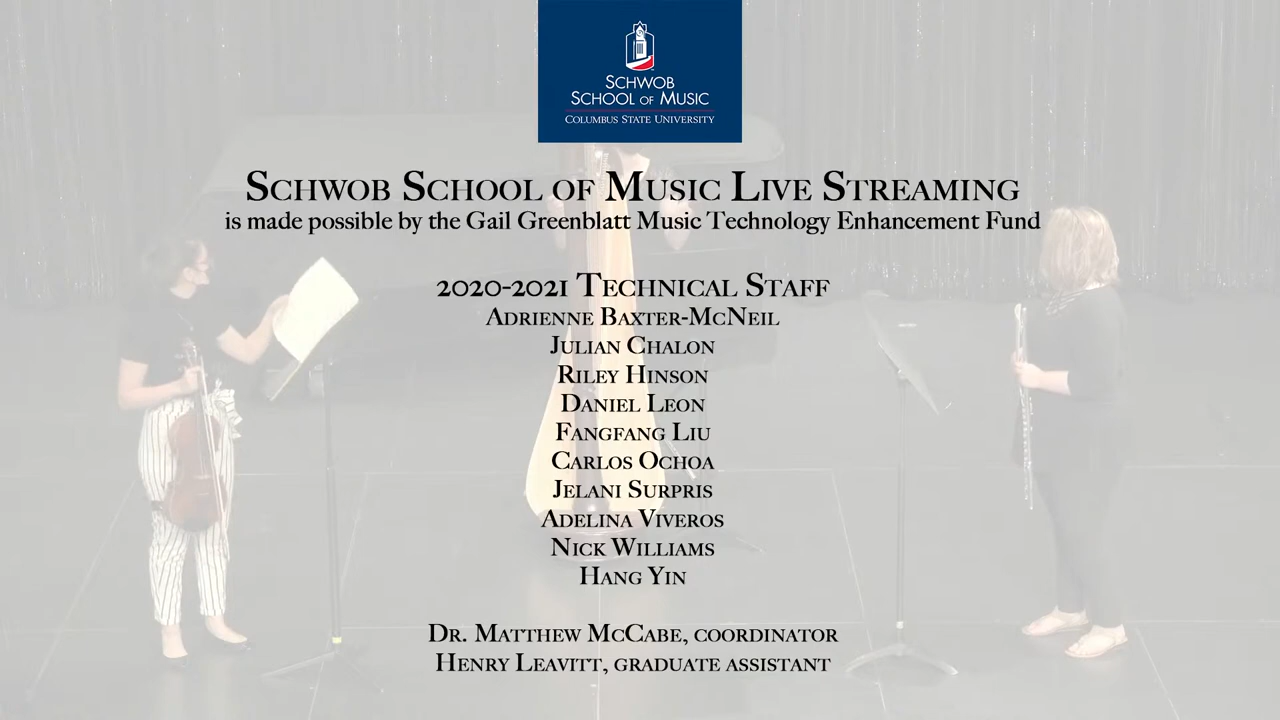 Schwob
School of Music
Columbus State University
Schwob School of Music Live Streaming
is made possible by the Gail Greenblatt Music Technology Enhancement Fund
2020-2021 Technical Staff
Adrienne Baxter-McNeil
Julian Chalon
Riley Hinson
Daniel Leon
Fangfang Liu
Carlos Ochoa
Jelani Surpris
Adelina Viveros
Nick Williams
Hang Yin
Dr. Matthew McCabe, coordinator
Henry Leavitt, graduate assistant